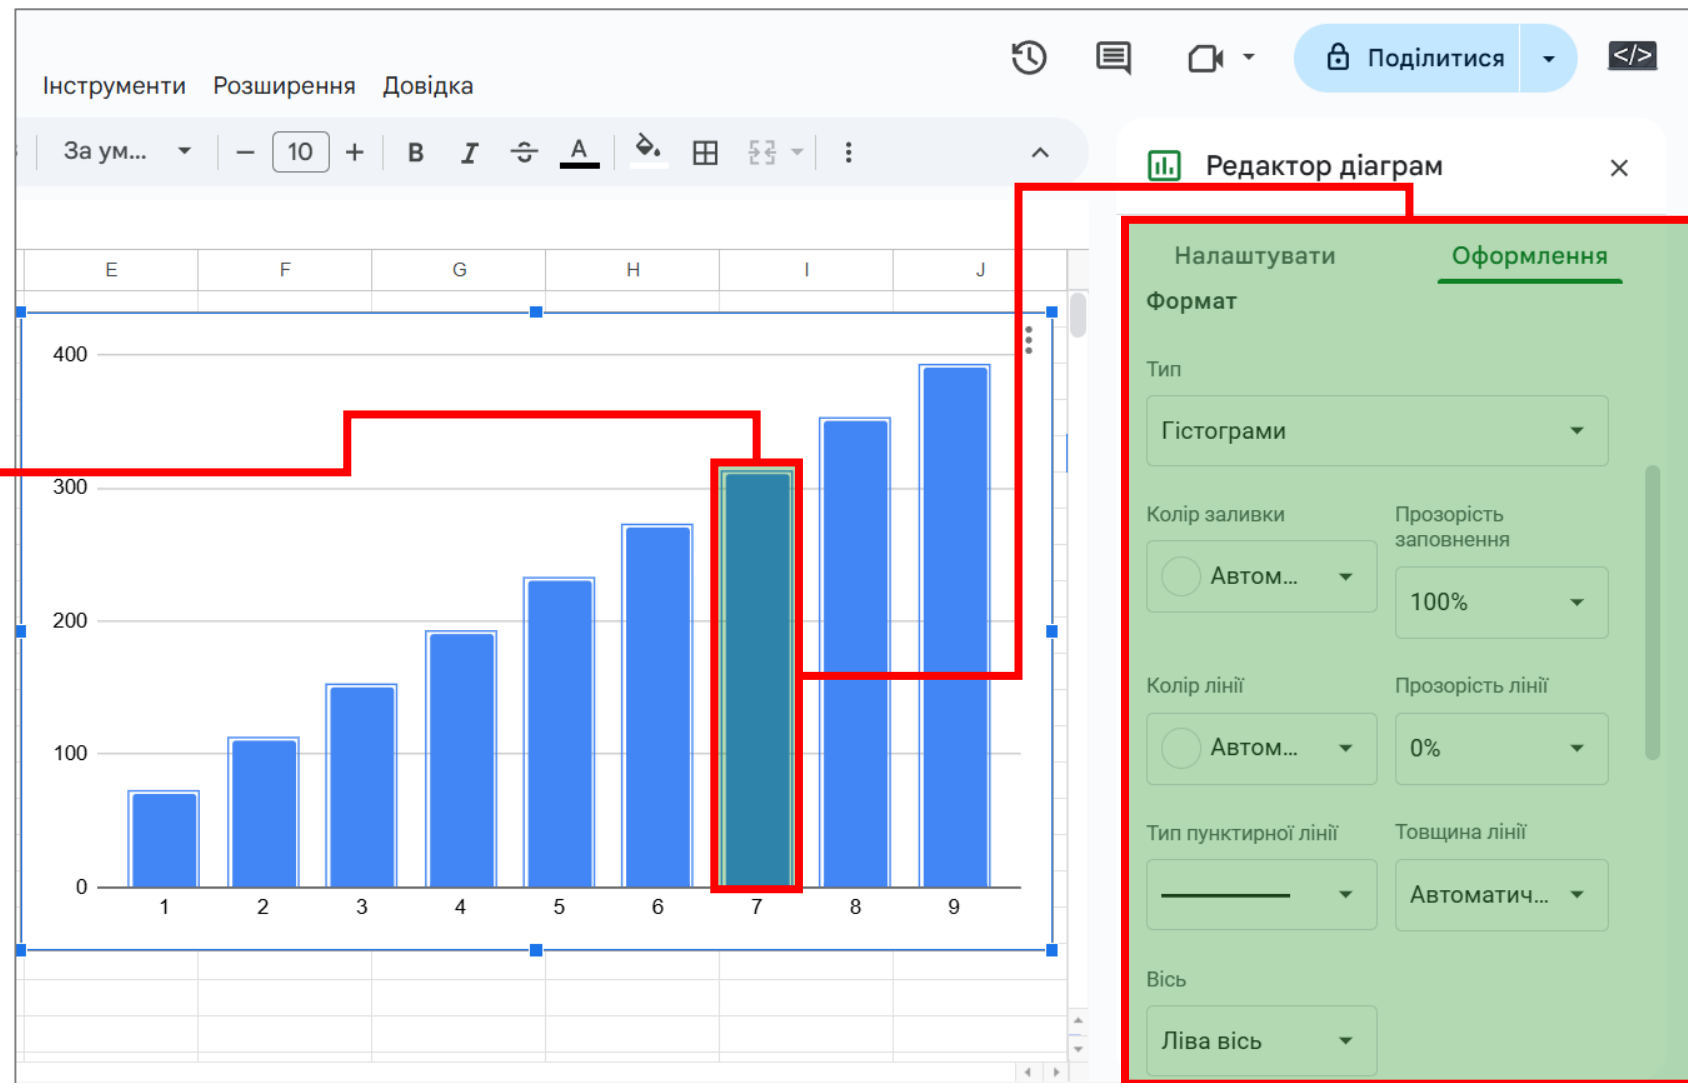 Поділитися
Інструменти Розширення Довідка
За ум... 10 B I A
Редактор діаграм
E F G H I J
400
300
200
100
0
1 2 3 4 5 6 7 8 9
Налаштувати Оформлення
Формат
Тип
Гістограми
Колір заливки
Автом...
Прозорість
заповнення
100%
Колір лінії
Автом...
Прозорість лінії
0%
Тип пунктирної лінії
Товщина лінії
Автоматич...
Вісь
Ліва вісь